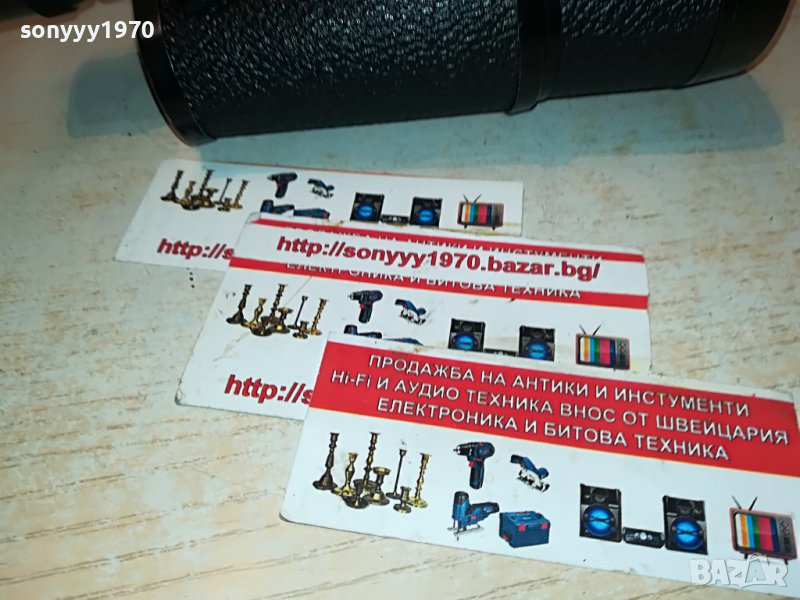 sonyyy1970
http://s
http://sonyyy1970.bazar.bg/
ЕЛЕКТРОНИКА И БИТОВА ТЕХНИКА
http://s
ПРОДАЖБА НА АНТИКИ И ИНСТУМЕНТИ
Hi-Fi И АУДИО ТЕХНИКА ВНОС ОТ ШВЕЙЦАРИЯ
ЕЛЕКТРОНИКА И БИТОВА ТЕХНИКА
BAZAR